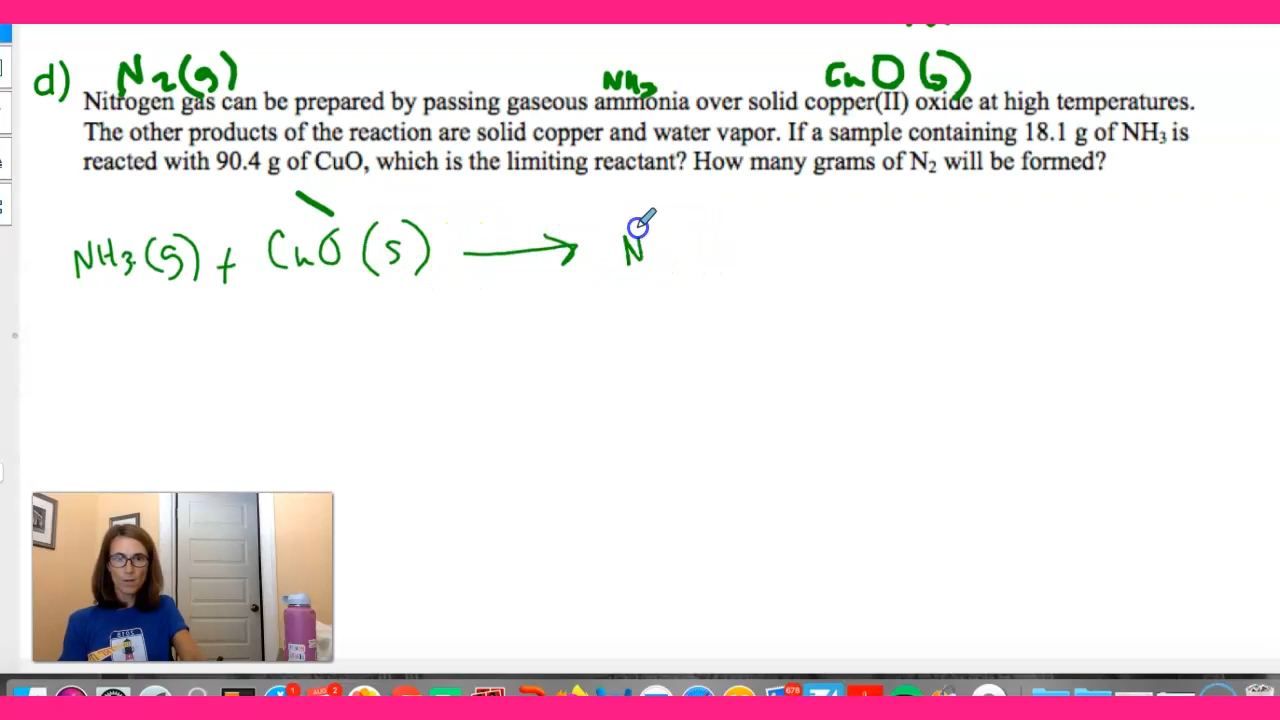 d) N2(g) NH3 CuO(s)
Nitrogen gas can be prepared by passing gaseous ammonia over solid copper(II) oxide at high temperatures.
The other products of the reaction are solid copper and water vapor. If a sample containing 18.1 g of NH3 is
reacted with 90.4 g of CuO, which is the limiting reactant? How many grams of N2 will be formed?
NH3(g) + CuO(s) → N